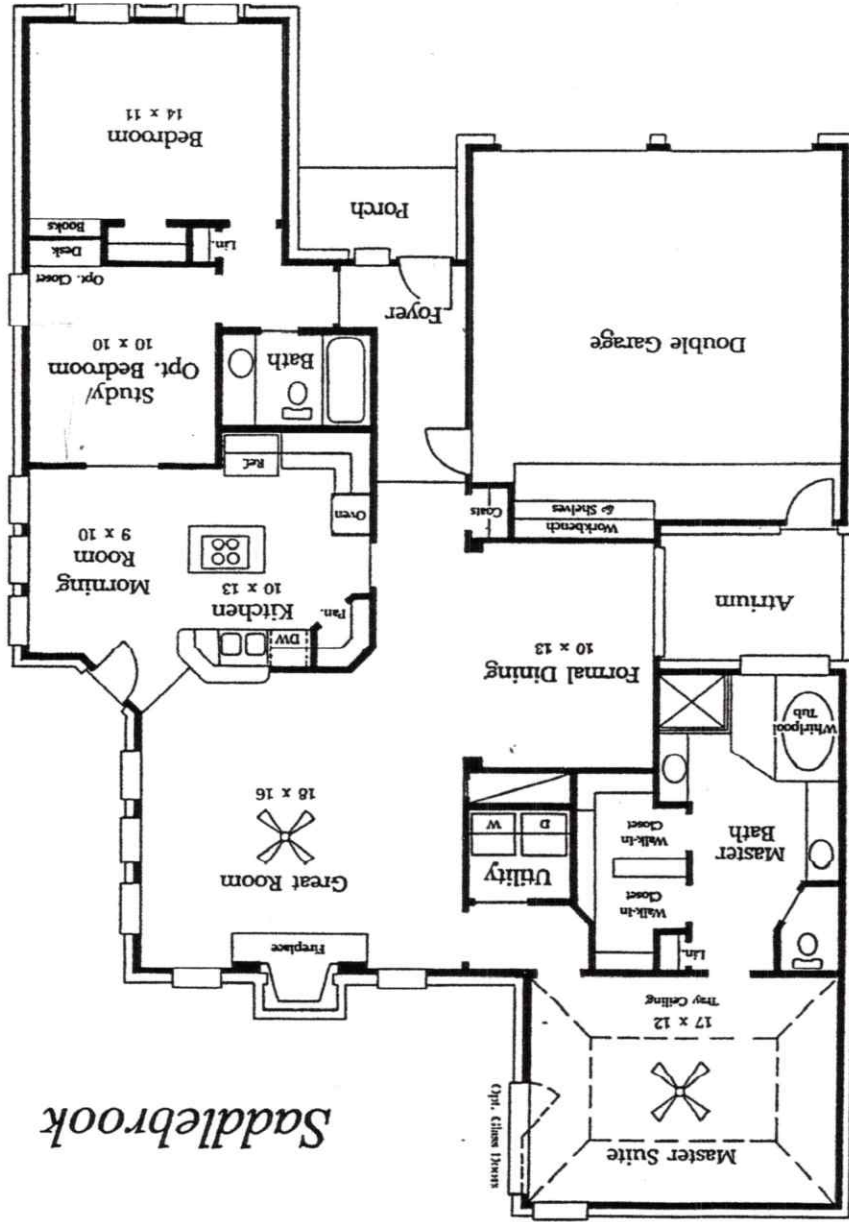 Saddlebrook
Master Suite
17 x 12
Tray Ceiling
Opt. Glass Doors
Fireplace
Great Room
18 x 16
Lin.
Walk-In
Closet
Walk-In
Closet
Master
Bath
Whirlpool
Tub
Utility
D
W
Formal Dining
10 x 13
Atrium
Pan.
DW
Kitchen
10 x 13
Oven
Ref.
Morning
Room
9 x 10
Workbench
& Shelves
Coats
Double Garage
Foyer
Porch
Bath
Study/
Opt. Bedroom
10 x 10
Opt. Closet
Desk
Books
Lin.
Bedroom
14 x 11